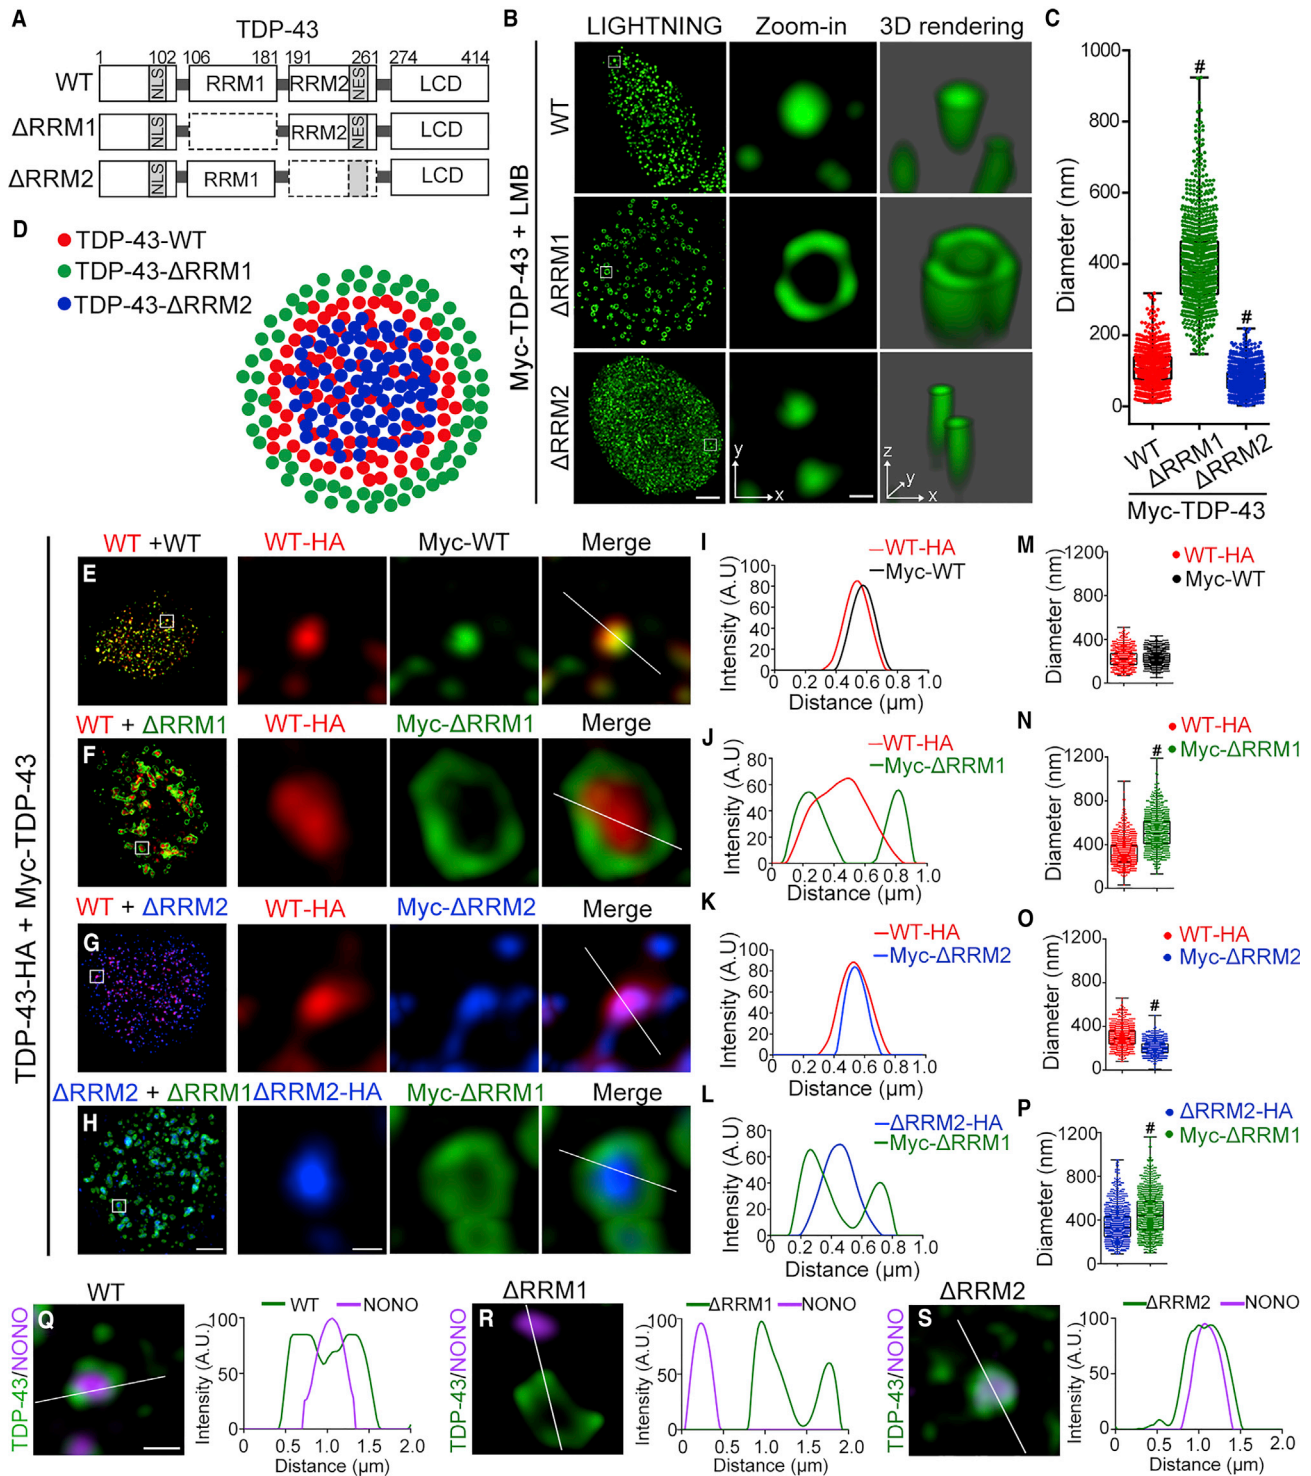 A
TDP-43
1 102 106 181 191 261 274 414
WT NLS RRM1 RRM2 NES LCD
ΔRRM1 NLS RRM2 NES LCD
ΔRRM2 NLS RRM1 LCD
B
LIGHTNING Zoom-in 3D rendering
Myc-TDP-43 + LMB
WT
ΔRRM1
ΔRRM2
y
x
z
y
x
C
Diameter (nm)
1000
800
600
400
200
0
# #
WT ΔRRM1 ΔRRM2
Myc-TDP-43
D
TDP-43-WT
TDP-43-ΔRRM1
TDP-43-ΔRRM2
TDP-43-HA + Myc-TDP-43
WT +WT WT-HA Myc-WT Merge
E
WT + ΔRRM1 WT-HA Myc-ΔRRM1 Merge
F
WT + ΔRRM2 WT-HA Myc-ΔRRM2 Merge
G
ΔRRM2 + ΔRRM1 ΔRRM2-HA Myc-ΔRRM1 Merge
H
I
WT-HA
Myc-WT
Intensity (A.U)
100
80
60
40
20
0
0 0.2 0.4 0.6 0.8 1.0
Distance (µm)
J
WT-HA
Myc-ΔRRM1
Intensity (A.U)
80
60
40
20
0
0 0.2 0.4 0.6 0.8 1.0
Distance (µm)
K
WT-HA
Myc-ΔRRM2
Intensity (A.U)
100
80
60
40
20
0
0 0.2 0.4 0.6 0.8 1.0
Distance (µm)
L
ΔRRM2-HA
Myc-ΔRRM1
Intensity (A.U)
80
60
40
20
0
0 0.2 0.4 0.6 0.8 1.0
Distance (µm)
M
WT-HA
Myc-WT
Diameter (nm)
1200
800
400
0
N
WT-HA
Myc-ΔRRM1
#
Diameter (nm)
1200
800
400
0
O
WT-HA
Myc-ΔRRM2
#
Diameter (nm)
1200
800
400
0
P
ΔRRM2-HA
Myc-ΔRRM1
#
Diameter (nm)
1200
800
400
0
WT
Q
TDP-43/NONO
WT NONO
Intensity (A.U.)
100
50
0
0 0.5 1.0 1.5 2.0
Distance (µm)
ΔRRM1
R
TDP-43/NONO
ΔRRM1 NONO
Intensity (A.U.)
100
50
0
0 0.5 1.0 1.5 2.0
Distance (µm)
ΔRRM2
S
TDP-43/NONO
ΔRRM2 NONO
Intensity (A.U.)
100
50
0
0 0.5 1.0 1.5 2.0
Distance (µm)